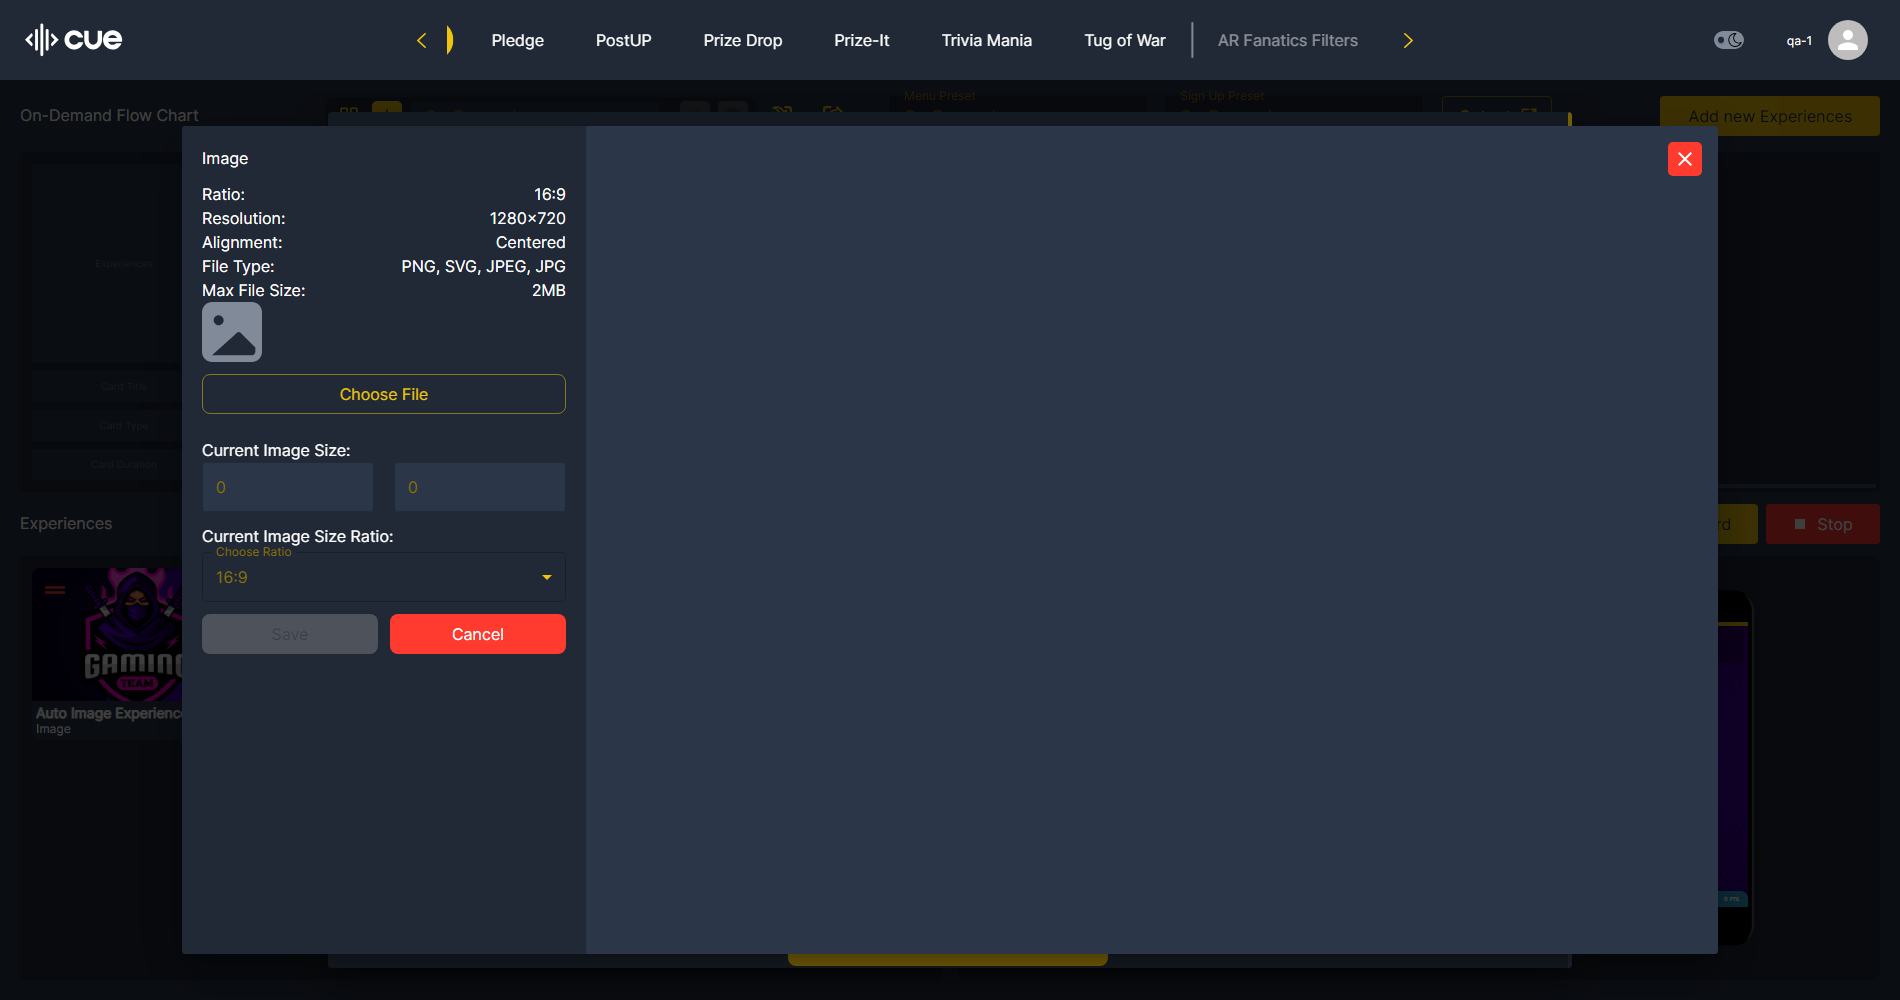 cue
Pledge
PostUP
Prize Drop
Prize-It
Trivia Mania
Tug of War
AR Fanatics Filters
qa-1
On-Demand Flow Chart
Menu Preset
Sign Up Preset
Add new Experiences
Image
Ratio: 16:9
Resolution: 1280×720
Alignment: Centered
File Type: PNG, SVG, JPEG, JPG
Max File Size: 2MB
Choose File
Current Image Size:
0 0
Current Image Size Ratio:
Choose Ratio
16:9
Save Cancel
Experiences
Card Title
Card Type
Card Duration
Experiences
rd
Stop
GAMING
TEAM
Auto Image Experience
Image